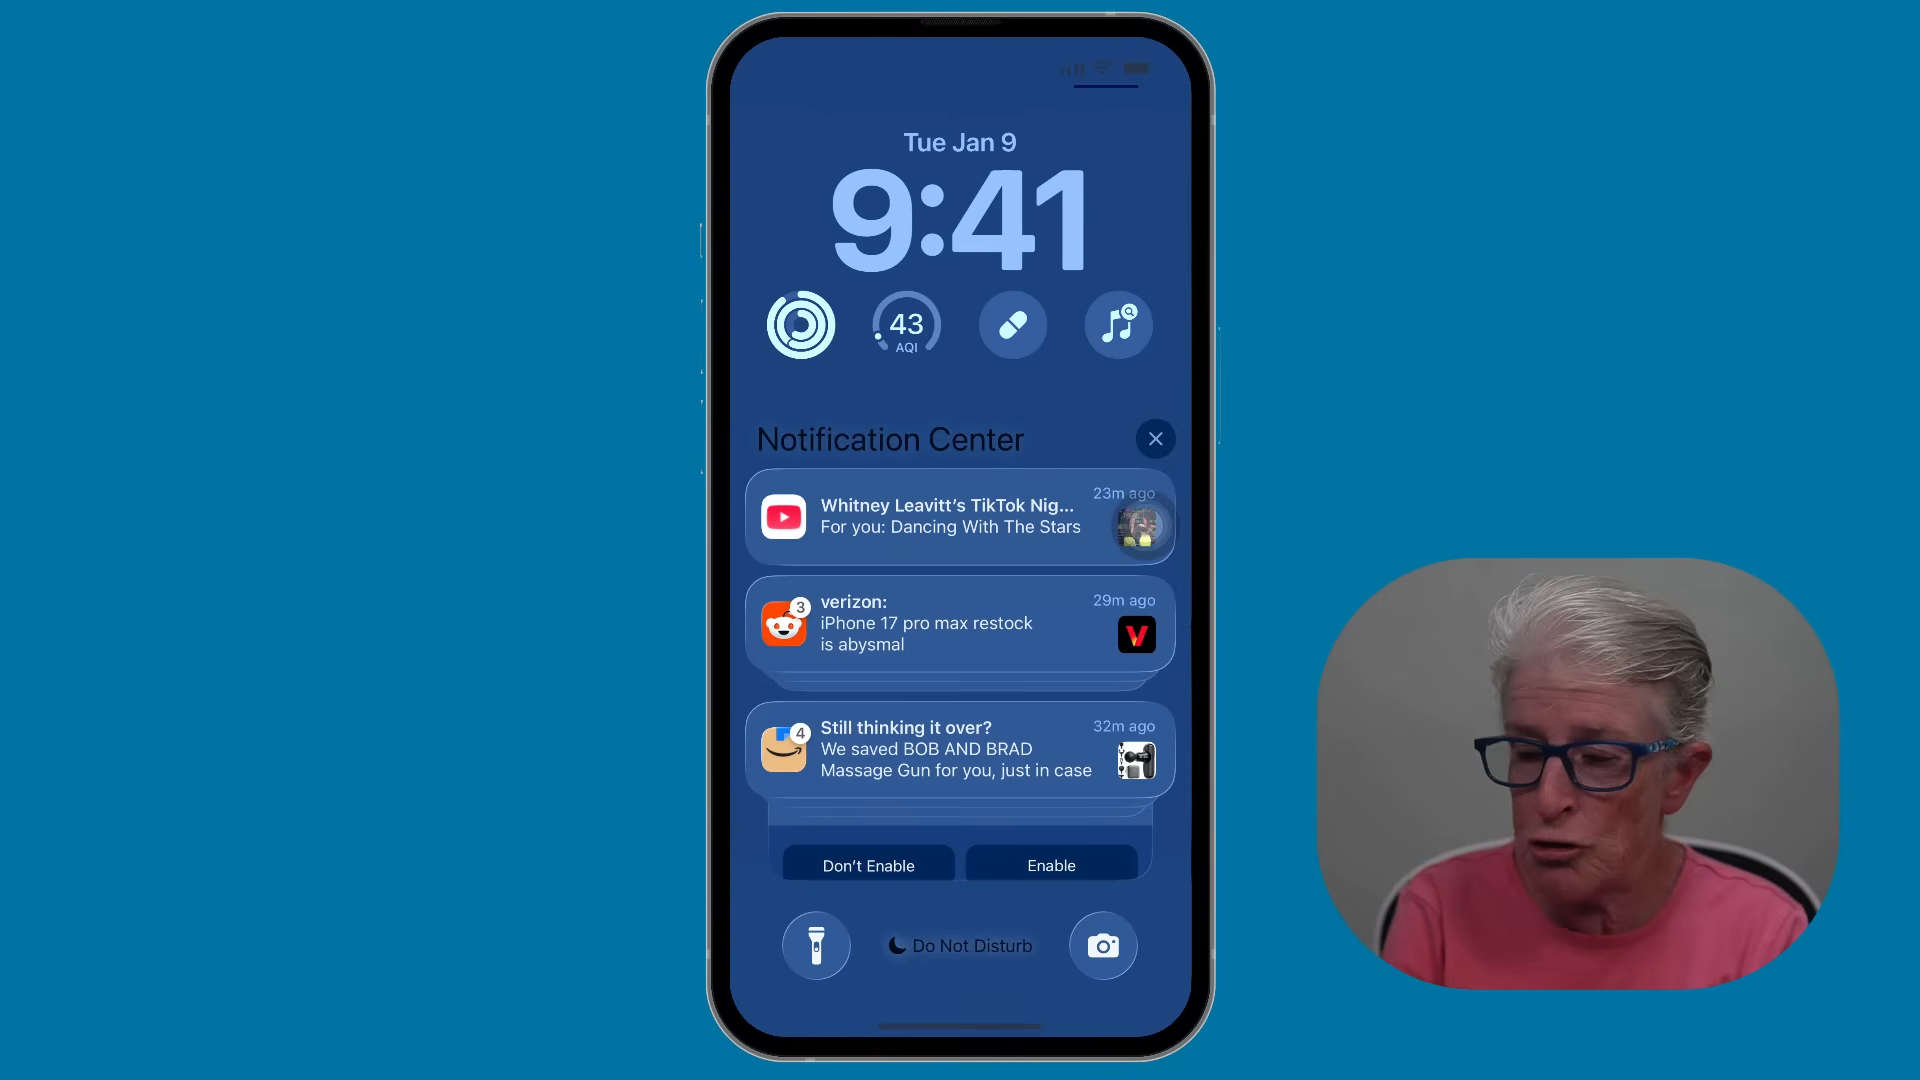 Tue Jan 9
9:41
43
AQI
Notification Center
Whitney Leavitt’s TikTok Nig...
23m ago
For you: Dancing With The Stars
3
verizon:
29m ago
iPhone 17 pro max restock
is abysmal
4
Still thinking it over?
32m ago
We saved BOB AND BRAD
Massage Gun for you, just in case
Don’t Enable
Enable
Do Not Disturb